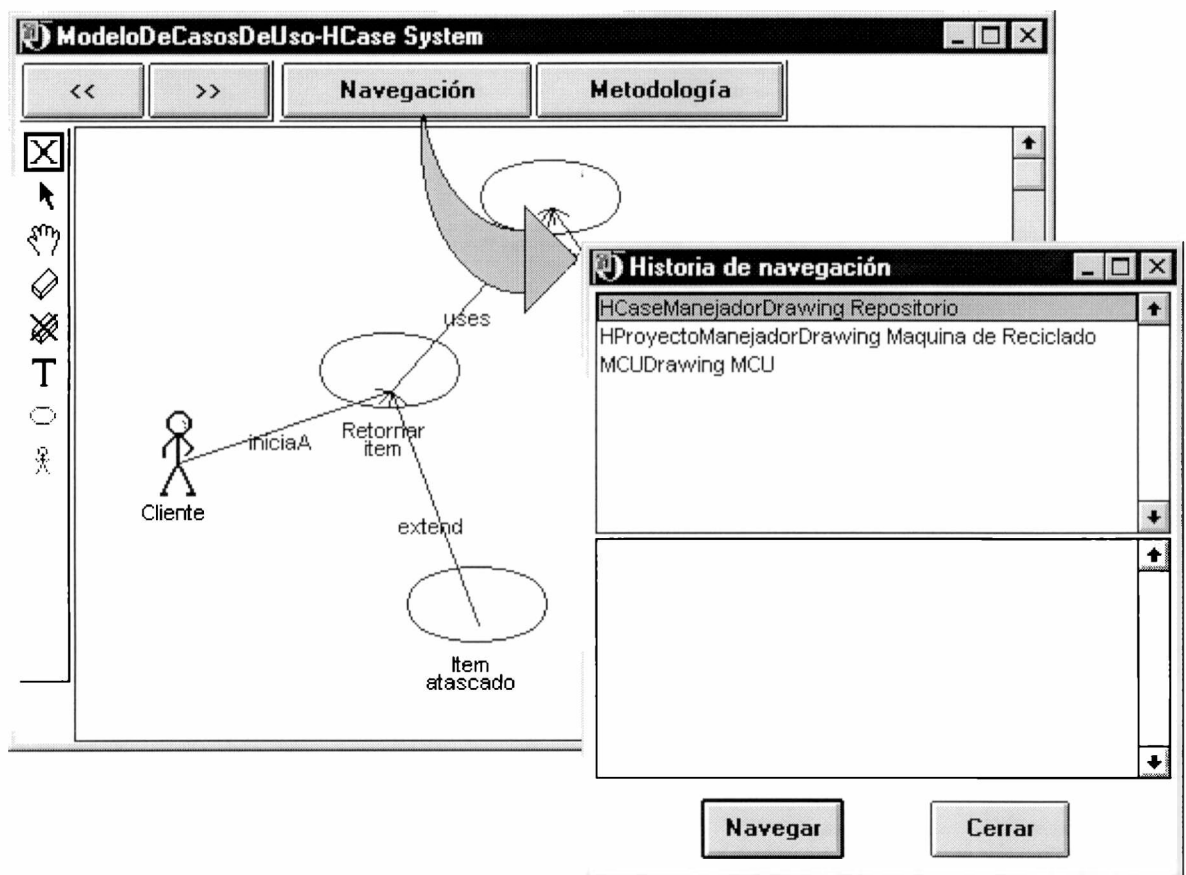 ModeloDeCasosDeUso-HCase System
<< >> Navegación Metodología
T
uses
iniciaA
Retornar
item
Cliente
extend
Item
atascado
Historia de navegación
HCaseManejadorDrawing Repositorio
HProyectoManejadorDrawing Maquina de Reciclado
MCUDrawing MCU
Navegar Cerrar